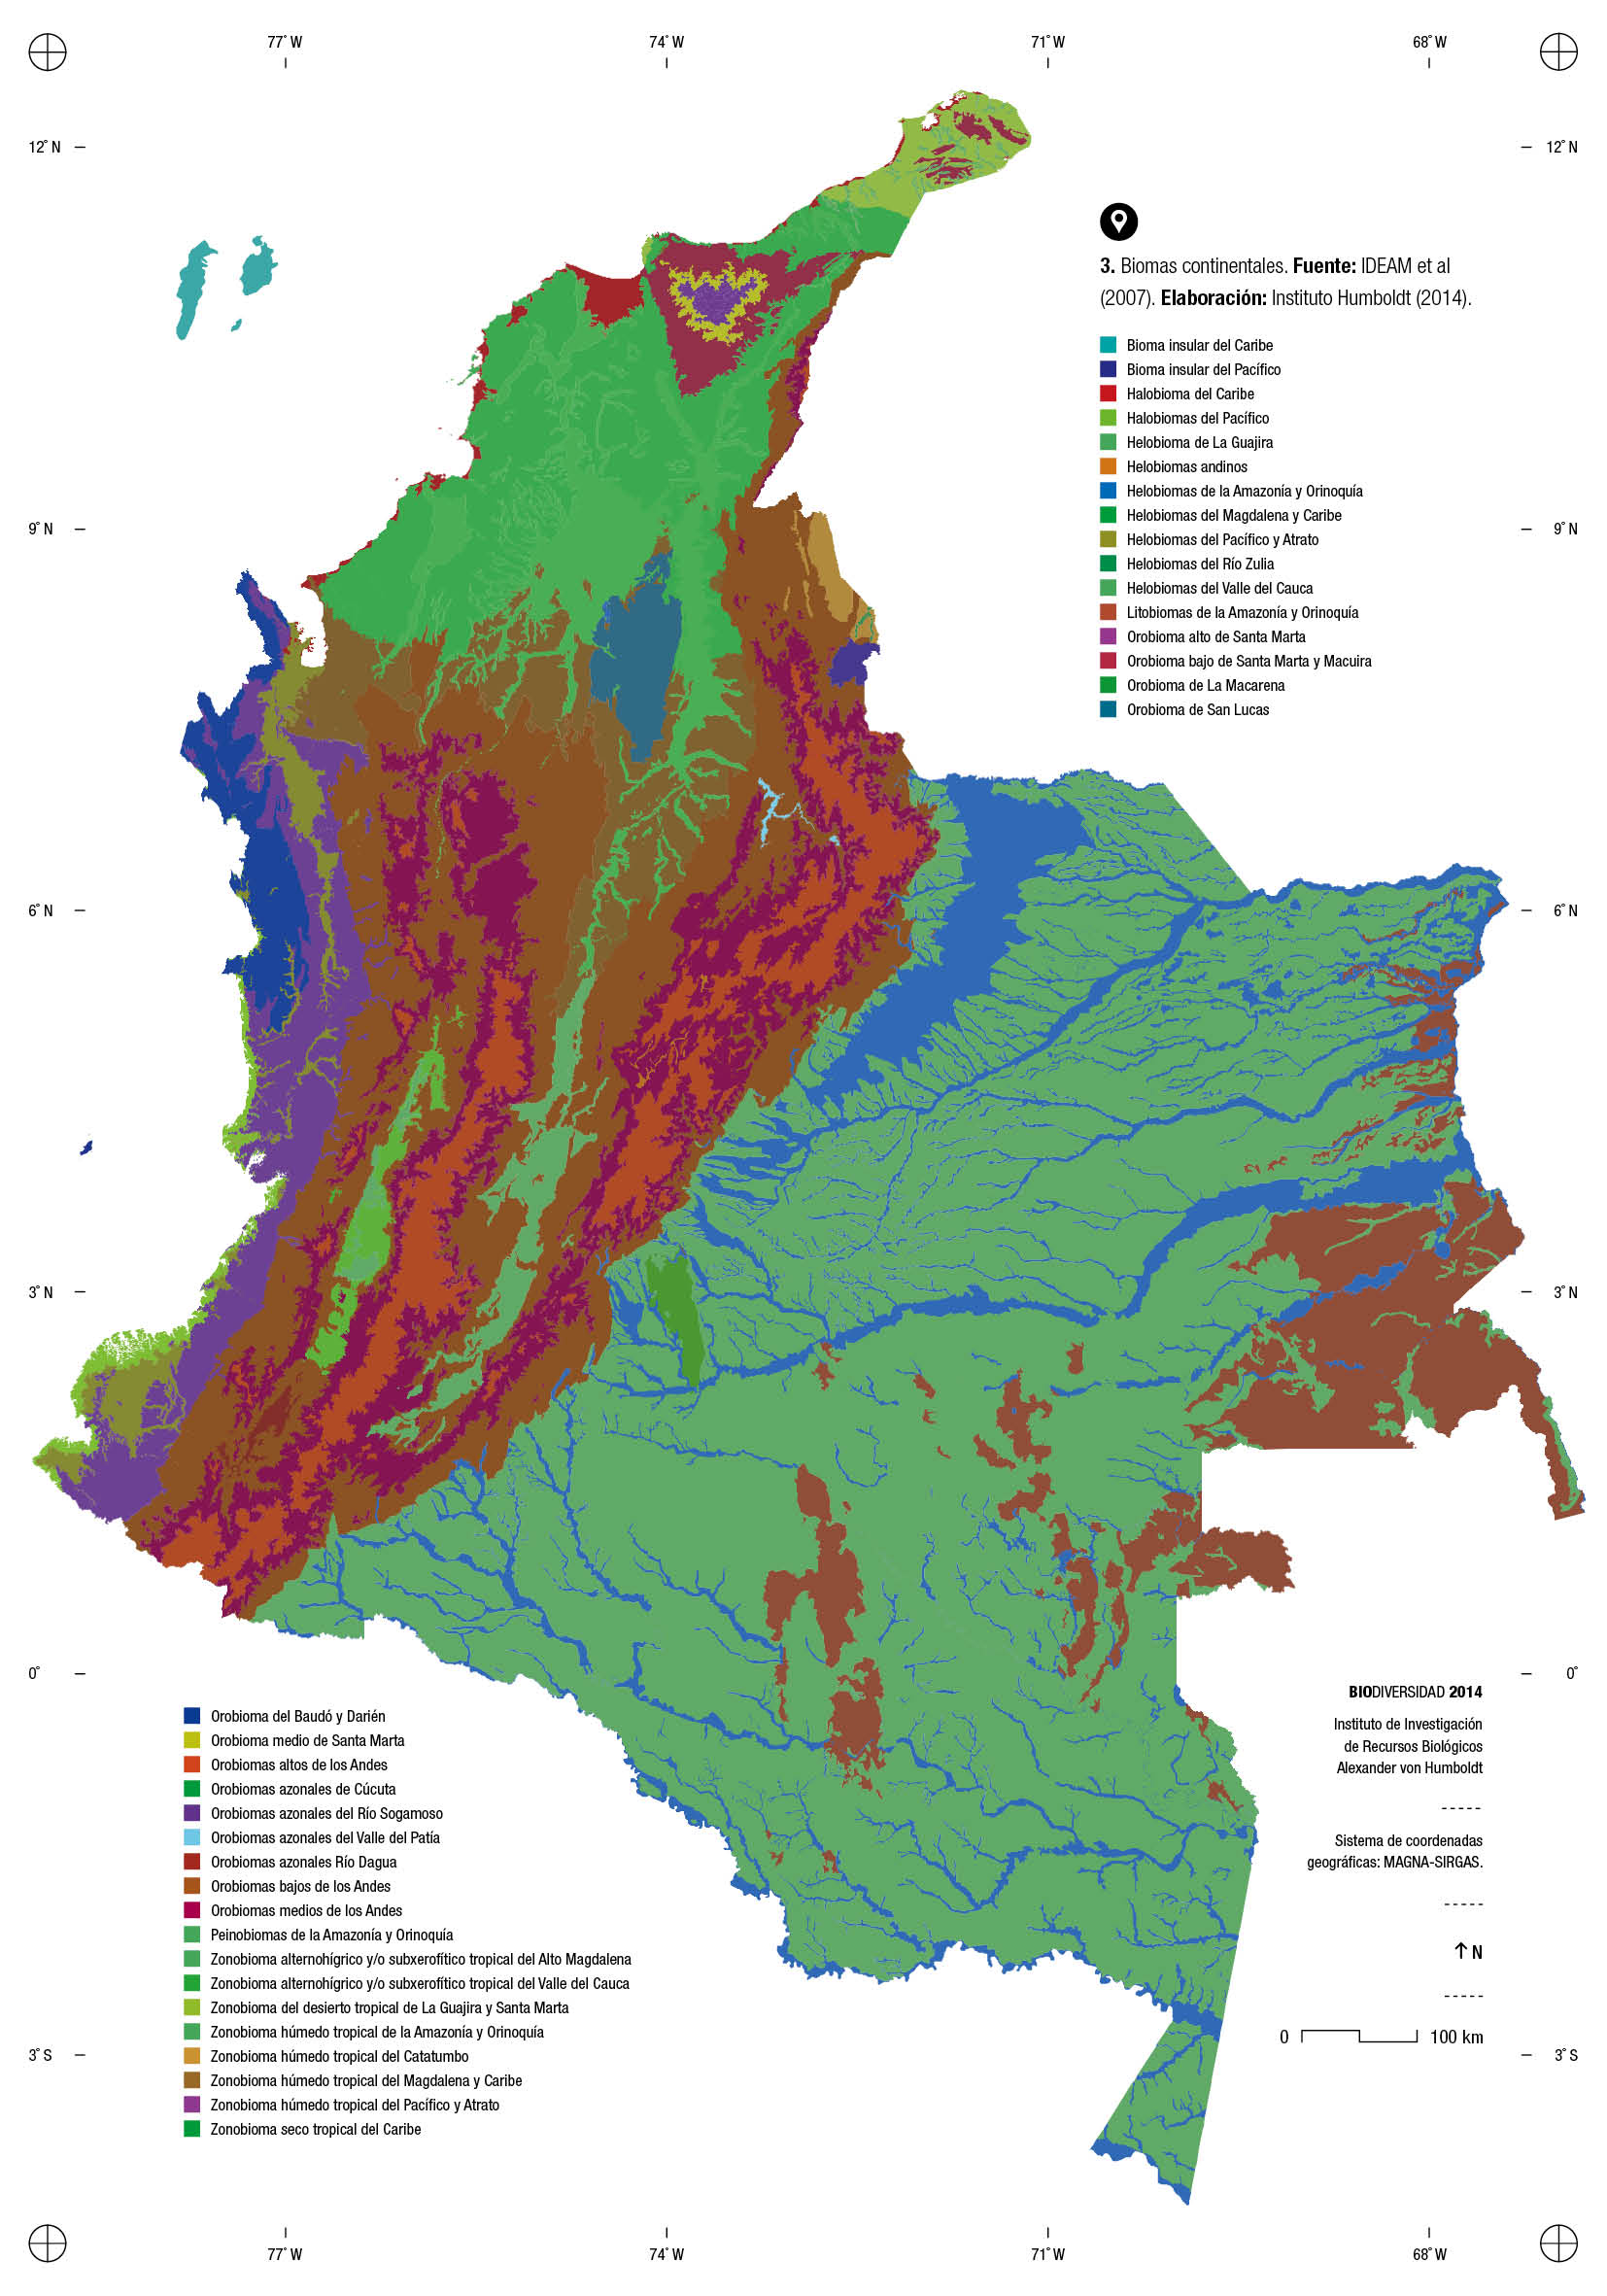 77° W 74° W 71° W 68° W
12° N 12° N
3. Biomas continentales. Fuente: IDEAM et al
(2007). Elaboración: Instituto Humboldt (2014).
Bioma insular del Caribe
Bioma insular del Pacífico
Halobioma del Caribe
Halobiomas del Pacífico
Helobioma de La Guajira
Helobiomas andinos
Helobiomas de la Amazonía y Orinoquía
Helobiomas del Magdalena y Caribe
Helobiomas del Pacífico y Atrato
Helobiomas del Río Zulia
Helobiomas del Valle del Cauca
Litobiomas de la Amazonía y Orinoquía
Orobioma alto de Santa Marta
Orobioma bajo de Santa Marta y Macuira
Orobioma de La Macarena
Orobioma de San Lucas
9° N 9° N
6° N 6° N
3° N 3° N
0° 0°
Orobioma del Baudó y Darién
Orobioma medio de Santa Marta
Orobiomas altos de los Andes
Orobiomas azonales de Cúcuta
Orobiomas azonales del Río Sogamoso
Orobiomas azonales del Valle del Patía
Orobiomas azonales Río Dagua
Orobiomas bajos de los Andes
Orobiomas medios de los Andes
Peinobiomas de la Amazonía y Orinoquía
Zonobioma alternohígrico y/o subxerofítico tropical del Alto Magdalena
Zonobioma alternohígrico y/o subxerofítico tropical del Valle del Cauca
Zonobioma del desierto tropical de La Guajira y Santa Marta
Zonobioma húmedo tropical de la Amazonía y Orinoquía
Zonobioma húmedo tropical del Catatumbo
Zonobioma húmedo tropical del Magdalena y Caribe
Zonobioma húmedo tropical del Pacífico y Atrato
Zonobioma seco tropical del Caribe
BIODIVERSIDAD 2014
Instituto de Investigación
de Recursos Biológicos
Alexander von Humboldt
Sistema de coordenadas
geográficas: MAGNA-SIRGAS.
N
0 100 km
3° S 3° S
77° W 74° W 71° W 68° W